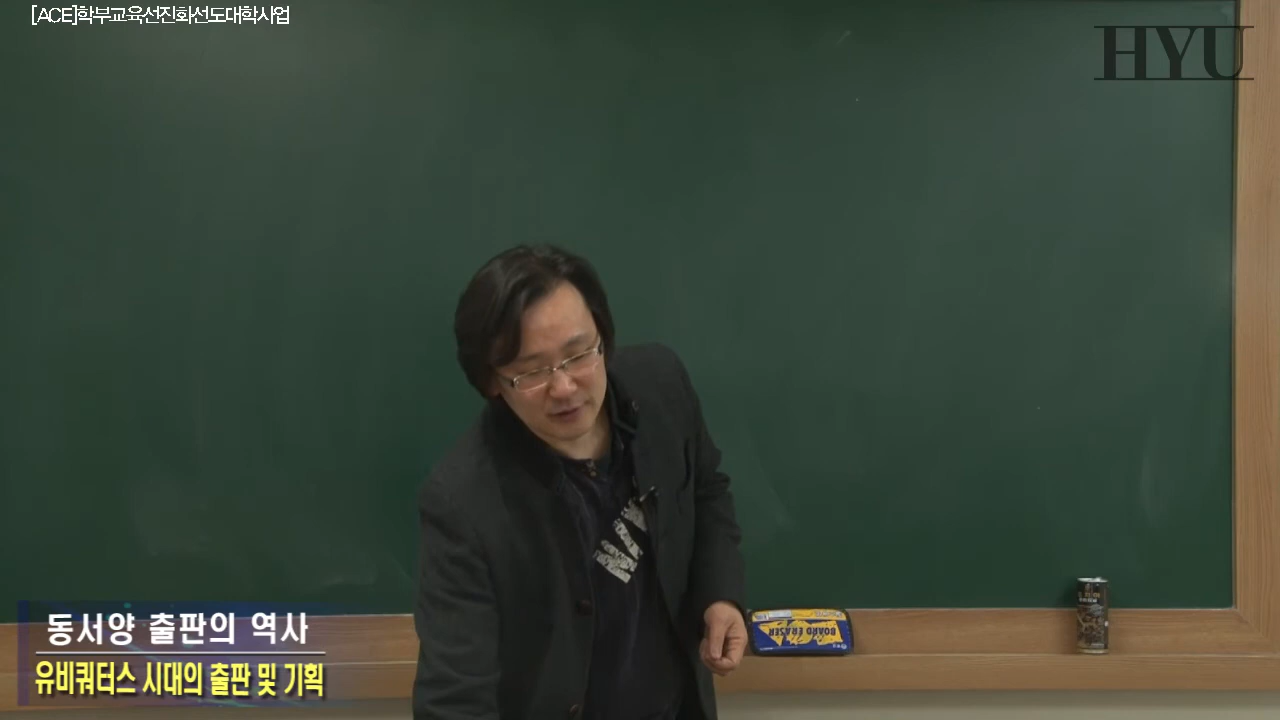 [ACE]학부교육선진화선도대학사업
HYU
BOARD ERASER
동서양 출판의 역사
유비쿼터스 시대의 출판 및 기획